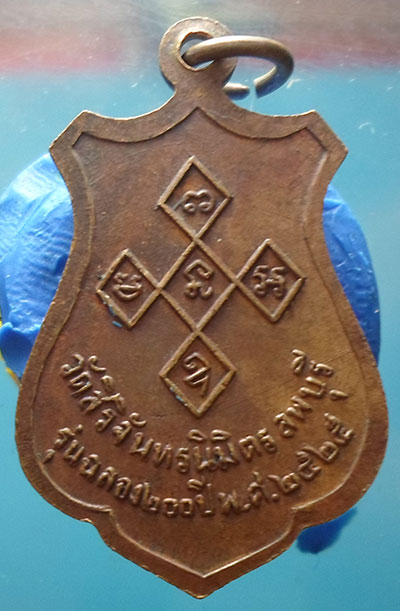 วัดสิริจันทรนิมิตร ลพบุรี
รุ่นฉลอง๒๐๐ปี พ.ศ.๒๕๒๕